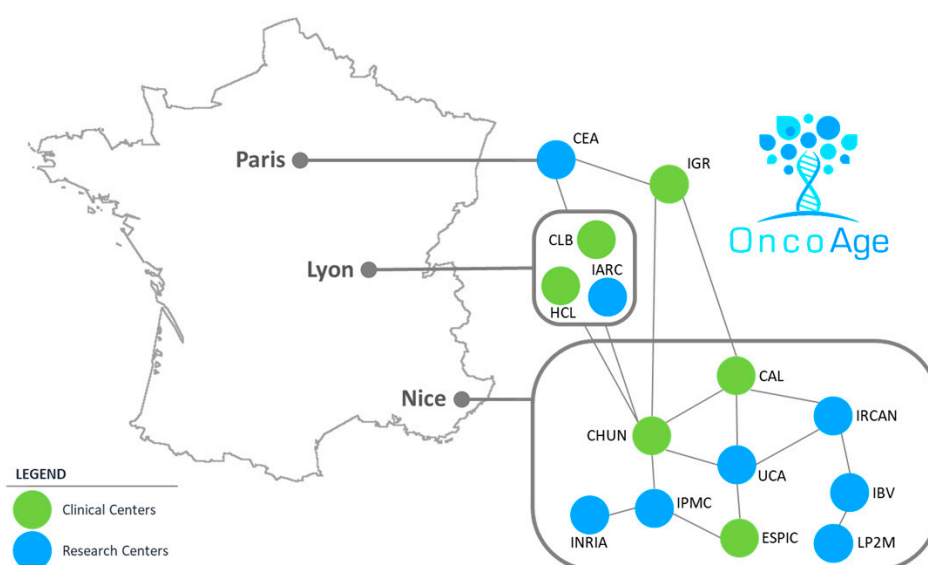 CEA
Paris
IGR
CLB
OncoAge
Lyon
IARC
HCL
CAL
Nice
IRCAN
CHUN
LEGEND
UCA
IBV
Clinical Centers
IPMC
INRIA
ESPIC
LP2M
Research Centers